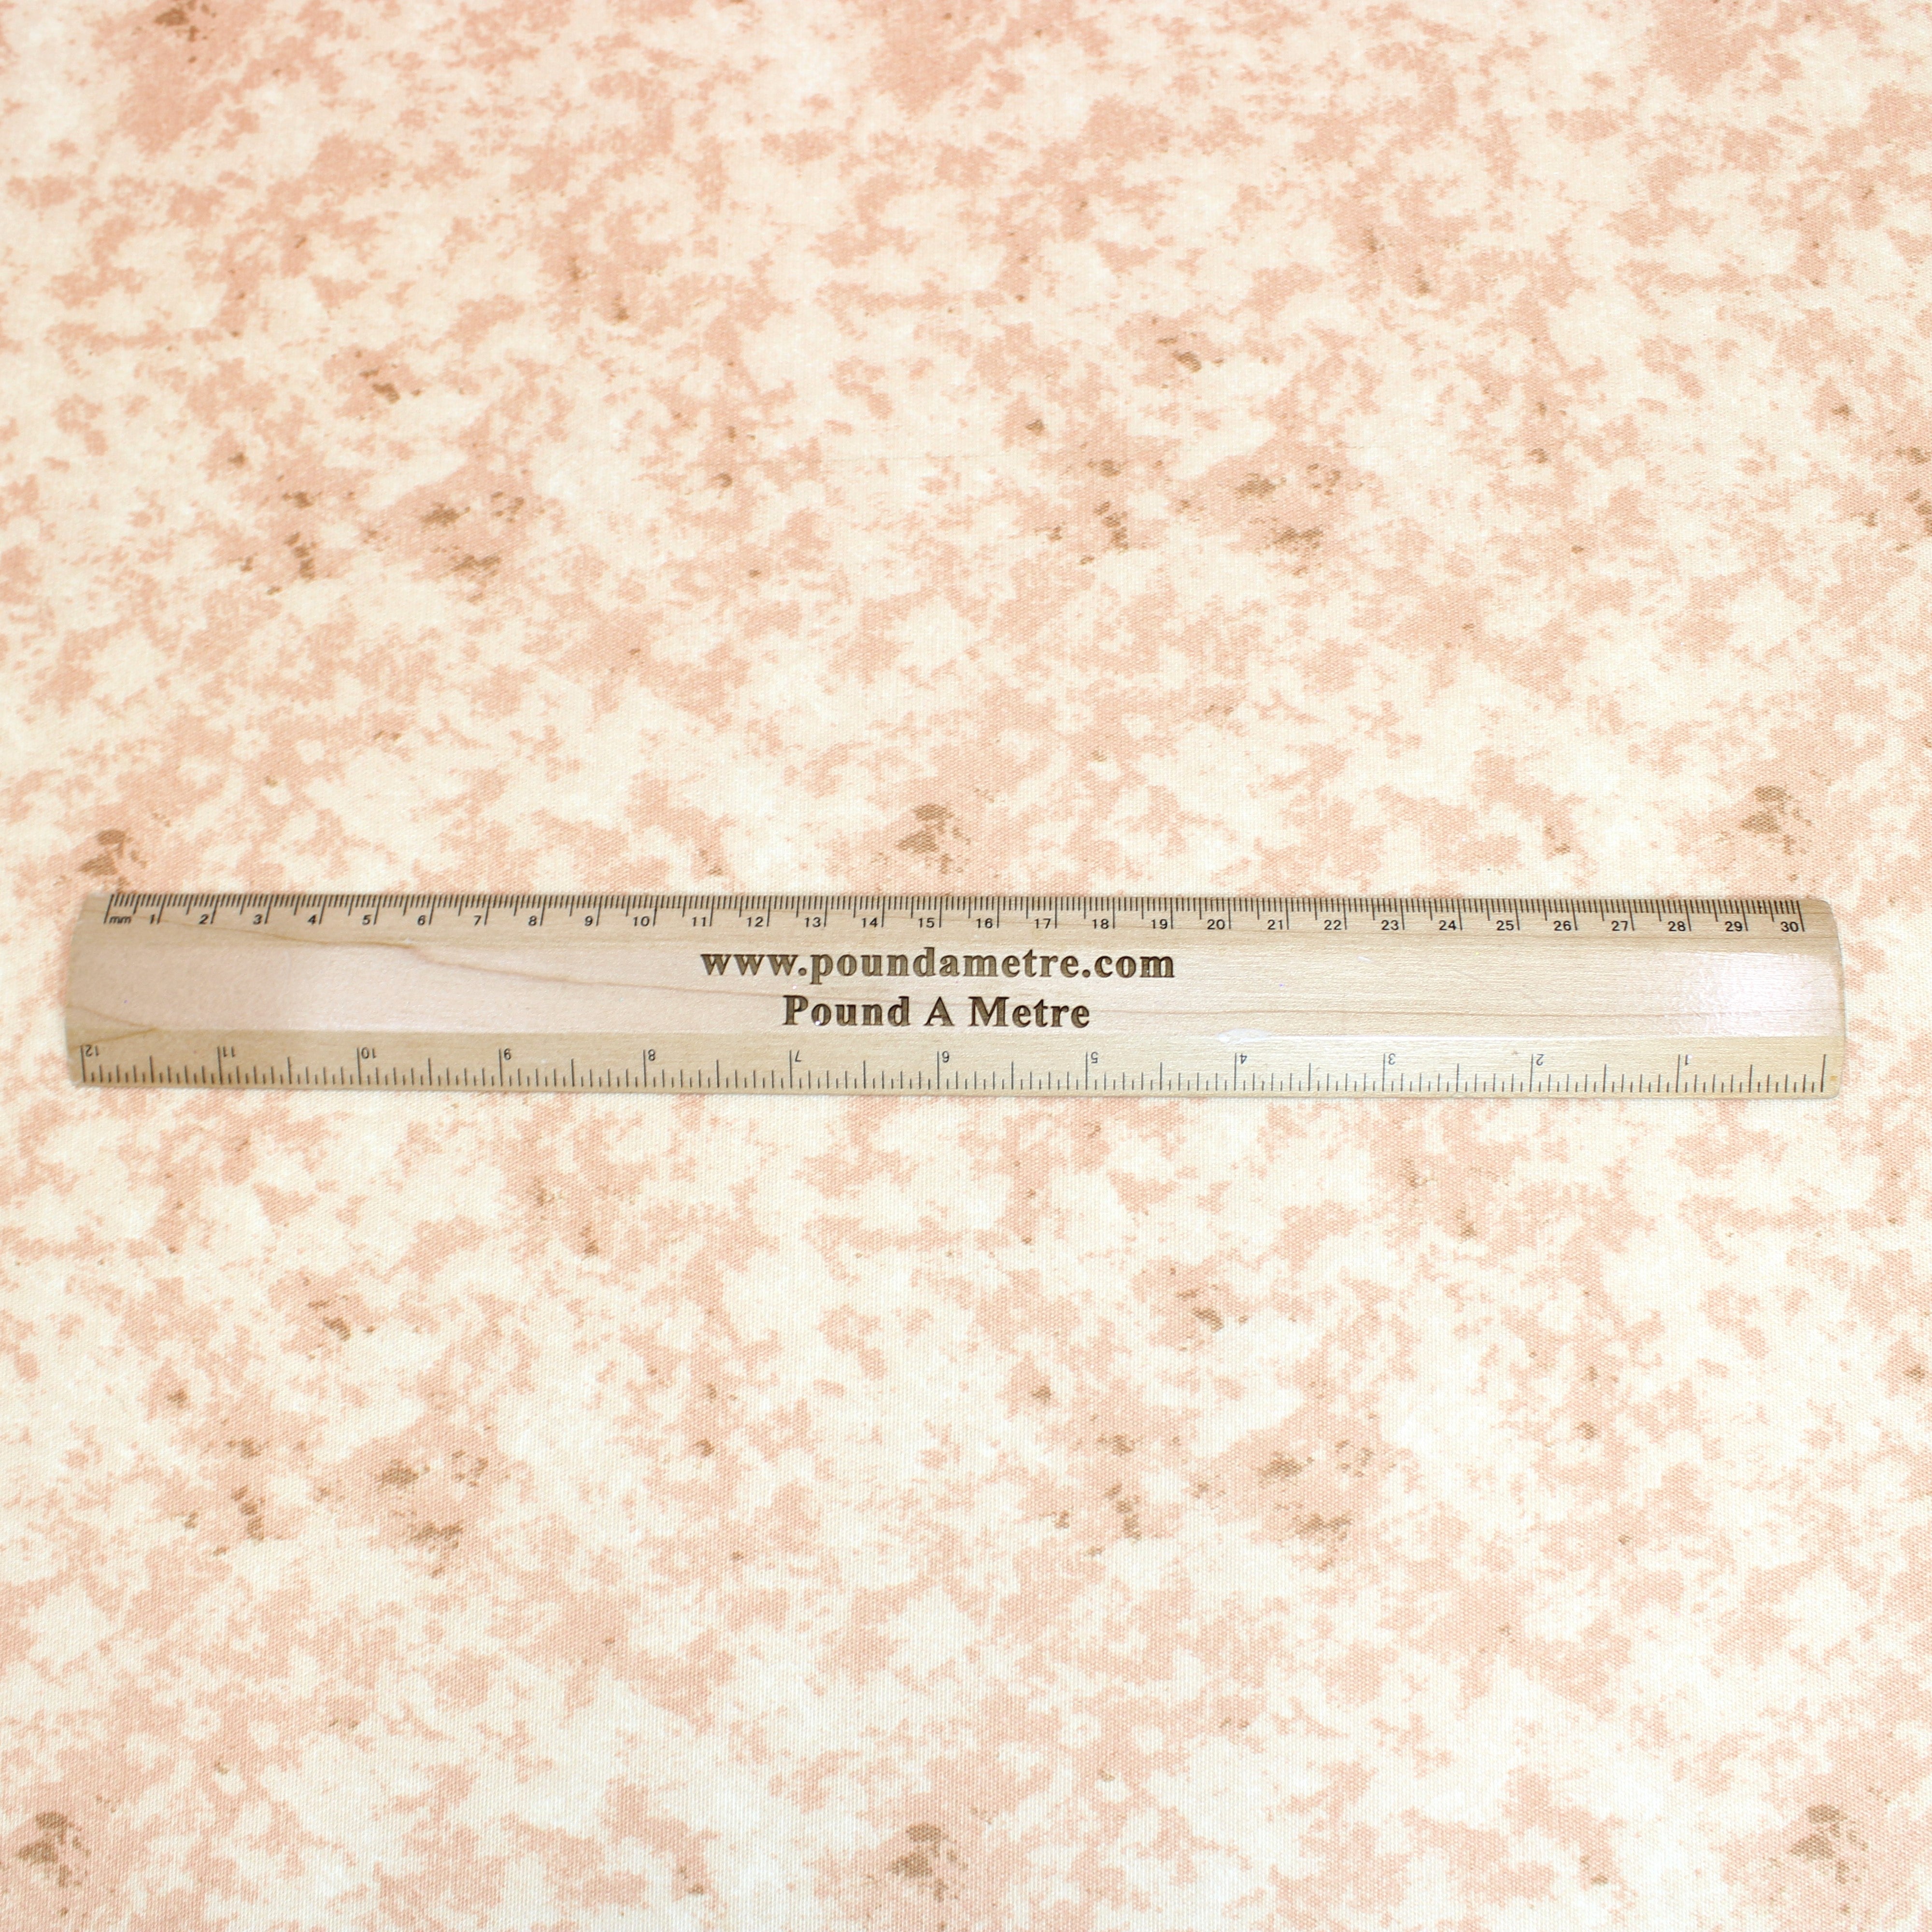 mm 1 2 3 4 5 6 7 8 9 10 11 12 13 14 15 16 17 18 19 20 21 22 23 24 25 26 27 28 29 30
www.poundametre.com
Pound A Metre
12 11 10 9 8 7 6 5 4 3 2 1